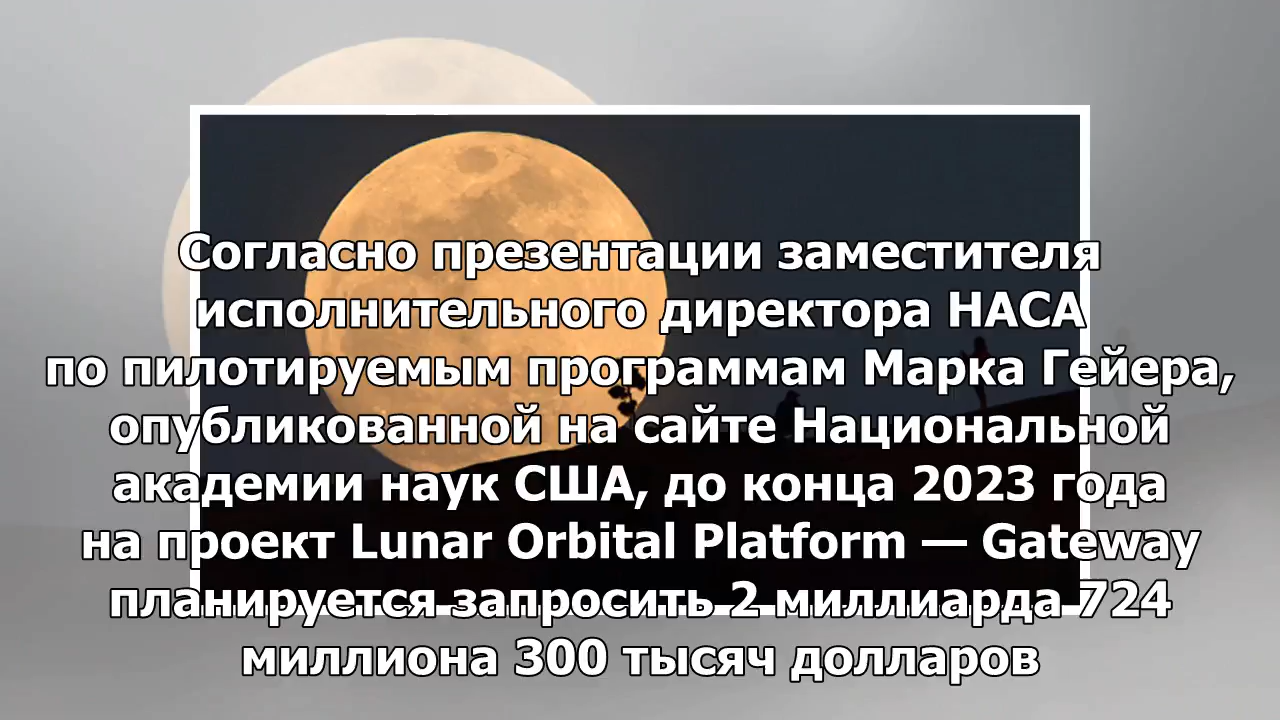 Согласно презентации заместителя
исполнительного директора НАСА
по пилотируемым программам Марка Гейера,
опубликованной на сайте Национальной
академии наук США, до конца 2023 года
на проект Lunar Orbital Platform — Gateway
планируется запросить 2 миллиарда 724
миллиона 300 тысяч долларов